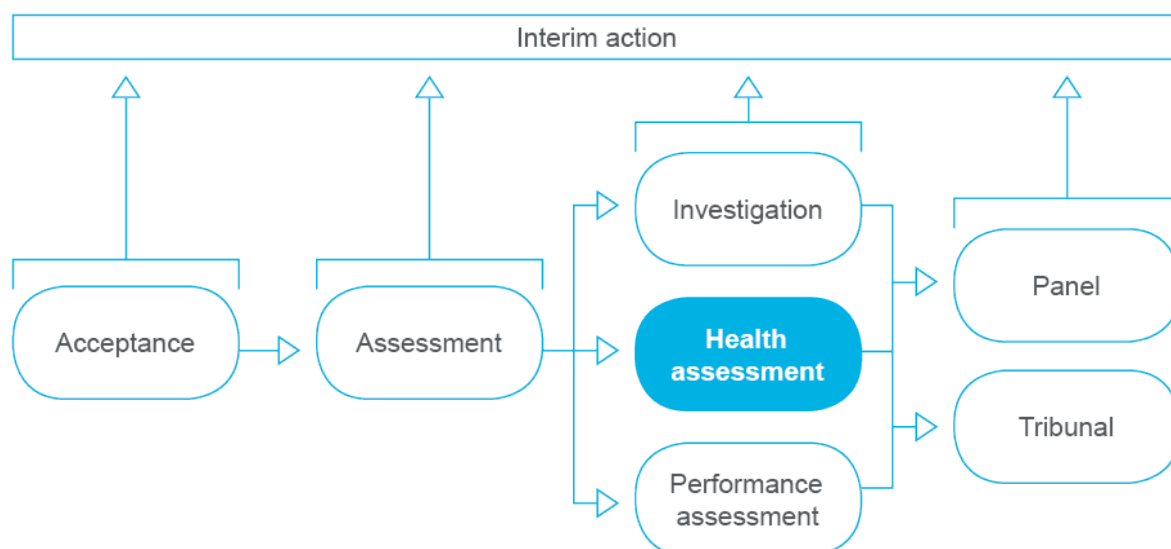 Interim action
Acceptance
Assessment
Investigation
Health
assessment
Performance
assessment
Panel
Tribunal